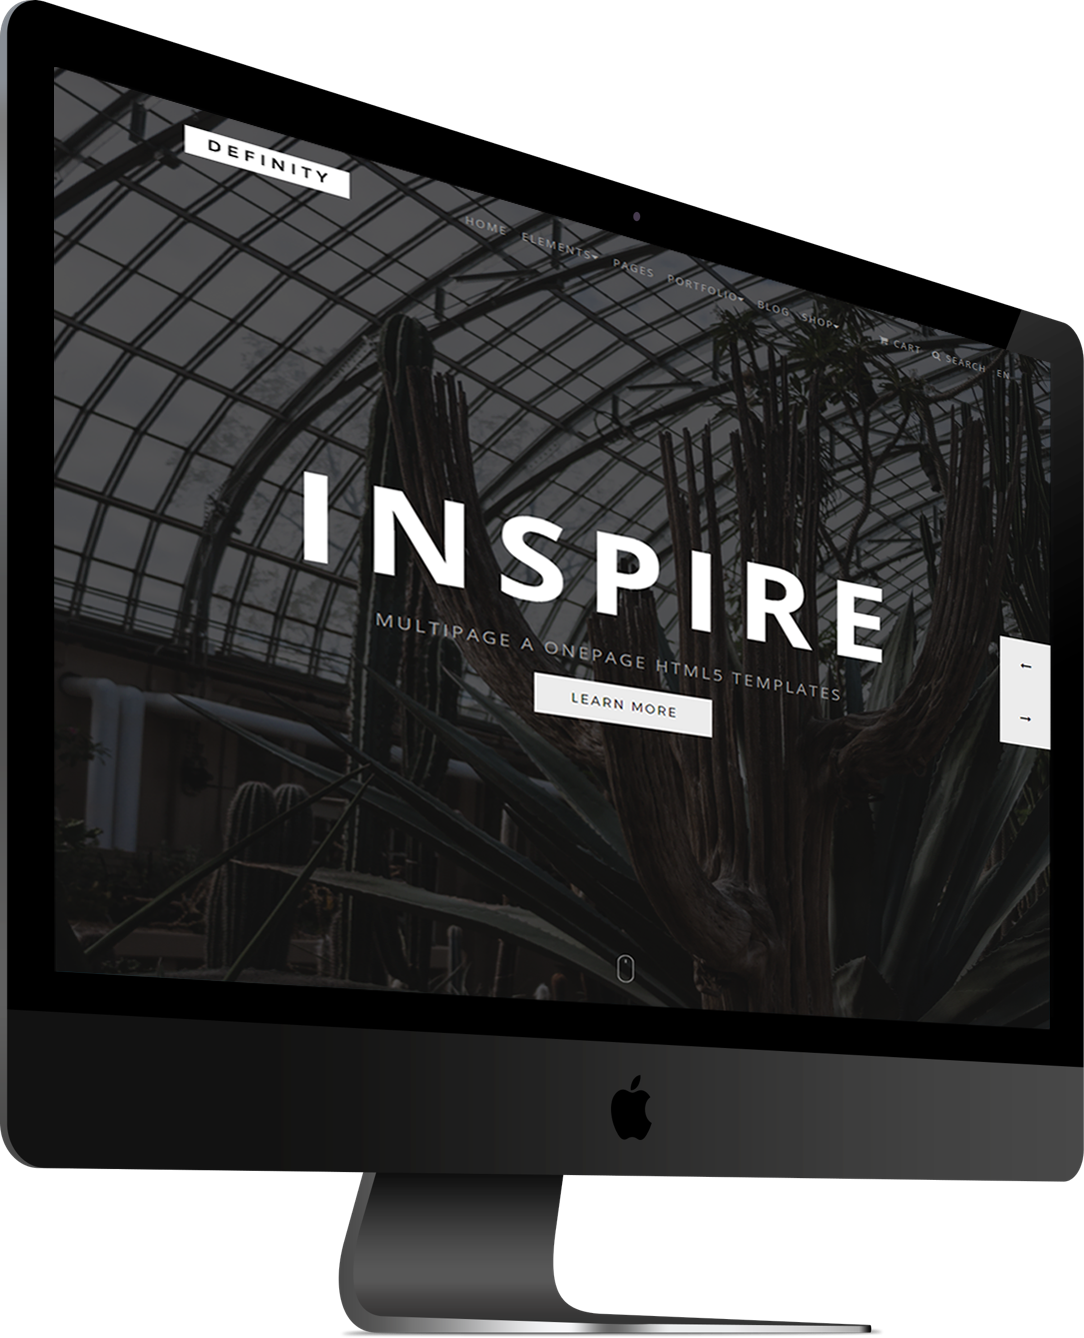 DEFINITY
HOME ELEMENTS PAGES PORTFOLIO BLOG SHOP CART SEARCH EN
INSPIRE
MULTIPAGE A ONEPAGE HTML5 TEMPLATES
LEARN MORE
←
→